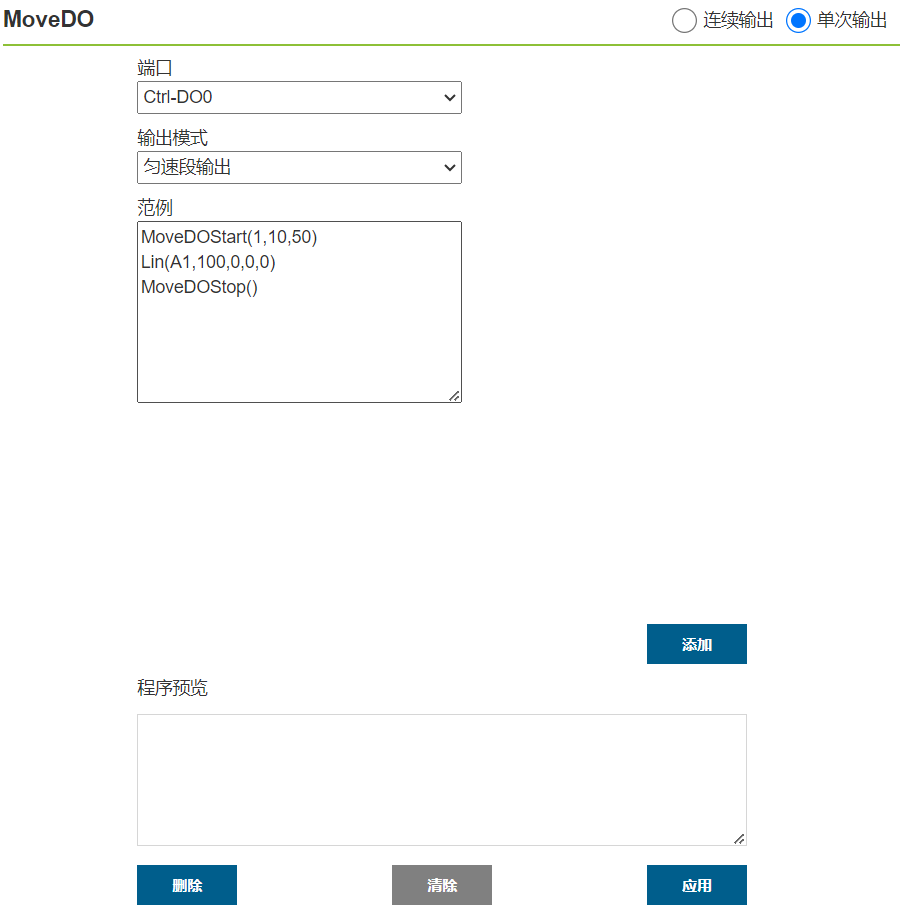 MoveDO
连续输出 单次输出
端口
Ctrl-DO0
输出模式
匀速段输出
范例
MoveDOStart(1,10,50)
Lin(A1,100,0,0,0)
MoveDOStop()
添加
程序预览
删除 清除 应用